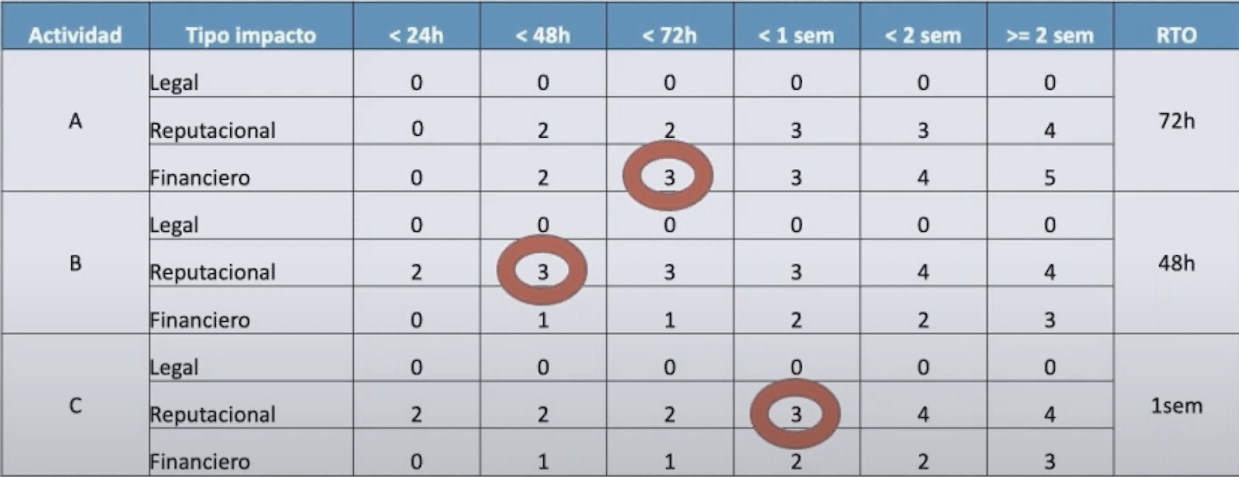 Actividad Tipo impacto < 24h < 48h < 72h < 1 sem < 2 sem >= 2 sem RTO
A Legal 0 0 0 0 0 0 72h
Reputacional 0 2 2 3 3 4
Financiero 0 2 3 3 4 5
B Legal 0 0 0 0 0 0 48h
Reputacional 2 3 3 3 4 4
Financiero 0 1 1 2 2 3
C Legal 0 0 0 0 0 0 1sem
Reputacional 2 2 2 3 4 4
Financiero 0 1 1 2 2 3